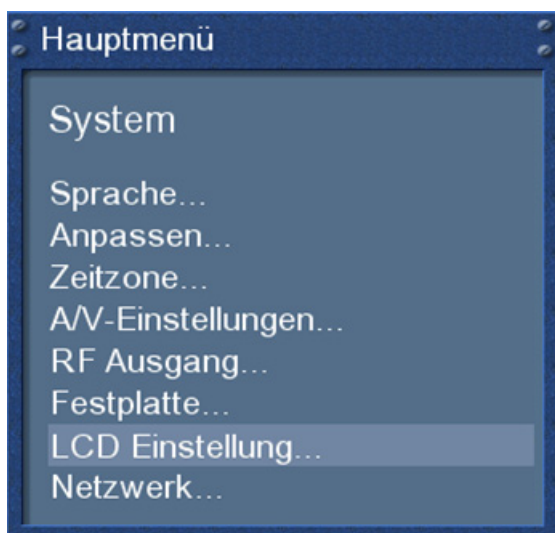 Hauptmenü
System
Sprache...
Anpassen...
Zeitzone...
A/V-Einstellungen...
RF Ausgang...
Festplatte...
LCD Einstellung...
Netzwerk...